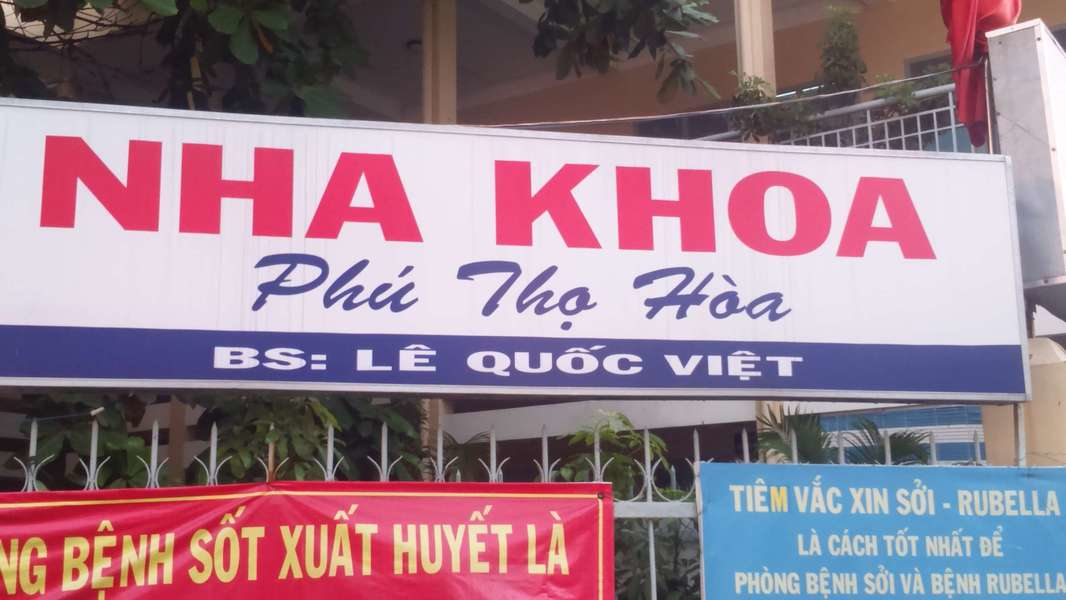 NHA KHOA
Phú Thọ Hòa
BS: LÊ QUỐC VIỆT
BỆNH SỐT XUẤT HUYẾT LÀ
TIÊM VẮC XIN SỞI - RUBELLA
LÀ CÁCH TỐT NHẤT ĐỂ
PHÒNG BỆNH SỞI VÀ BỆNH RUBELLA